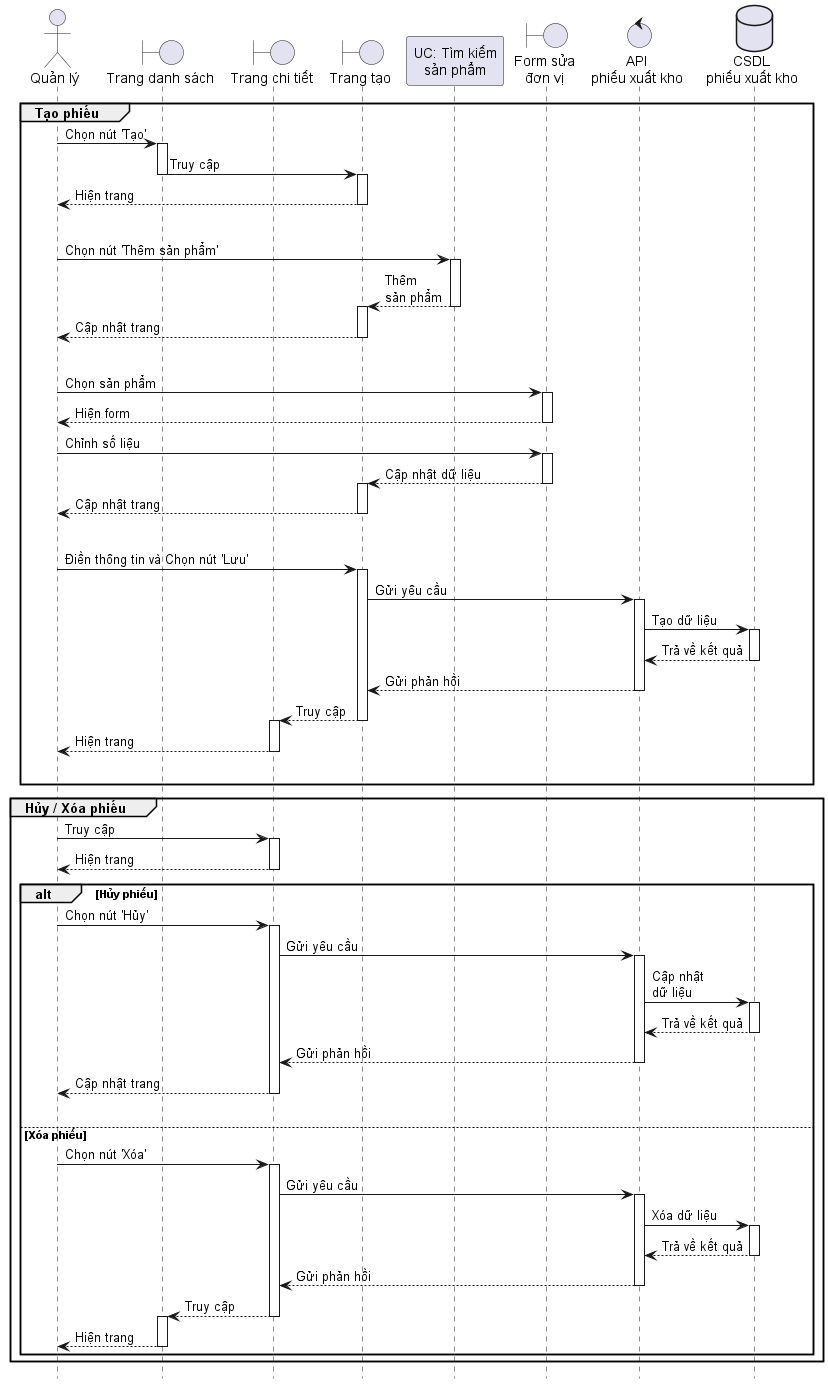 Quản lý
Trang danh sách
Trang chi tiết
Trang tạo
UC: Tìm kiếm
sản phẩm
Form sửa
đơn vị
API
phiếu xuất kho
CSDL
phiếu xuất kho
Tạo phiếu
Chọn nút 'Tạo'
Truy cập
Hiện trang
Chọn nút 'Thêm sản phẩm'
Thêm
sản phẩm
Cập nhật trang
Chọn sản phẩm
Hiện form
Chỉnh số liệu
Cập nhật dữ liệu
Cập nhật trang
Điền thông tin và Chọn nút 'Lưu'
Gửi yêu cầu
Tạo dữ liệu
Trả về kết quả
Gửi phản hồi
Truy cập
Hiện trang
Hủy / Xóa phiếu
Truy cập
Hiện trang
alt [Hủy phiếu]
Chọn nút 'Hủy'
Gửi yêu cầu
Cập nhật
dữ liệu
Trả về kết quả
Gửi phản hồi
Cập nhật trang
[Xóa phiếu]
Chọn nút 'Xóa'
Gửi yêu cầu
Xóa dữ liệu
Trả về kết quả
Gửi phản hồi
Truy cập
Hiện trang